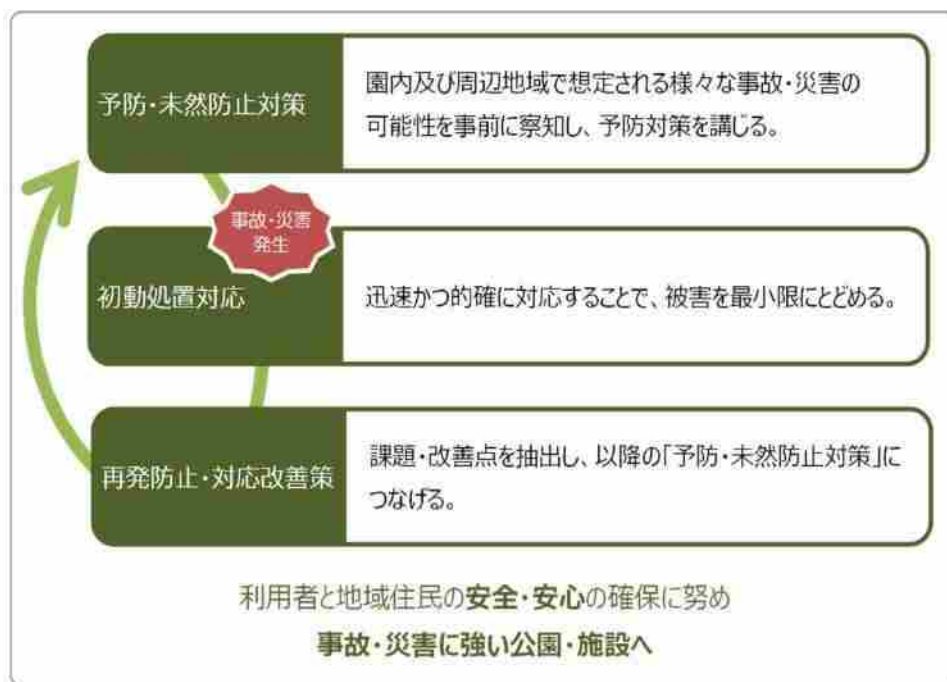 予防・未然防止対策
園内及び周辺地域で想定される様々な事故・災害の
可能性を事前に察知し、予防対策を講じる。
事故・災害
発生
初動処置対応
迅速かつ的確に対応することで、被害を最小限にとどめる。
再発防止・対応改善策
課題・改善点を抽出し、以降の「予防・未然防止対策」に
つなげる。
利用者と地域住民の安全・安心の確保に努め
事故・災害に強い公園・施設へ